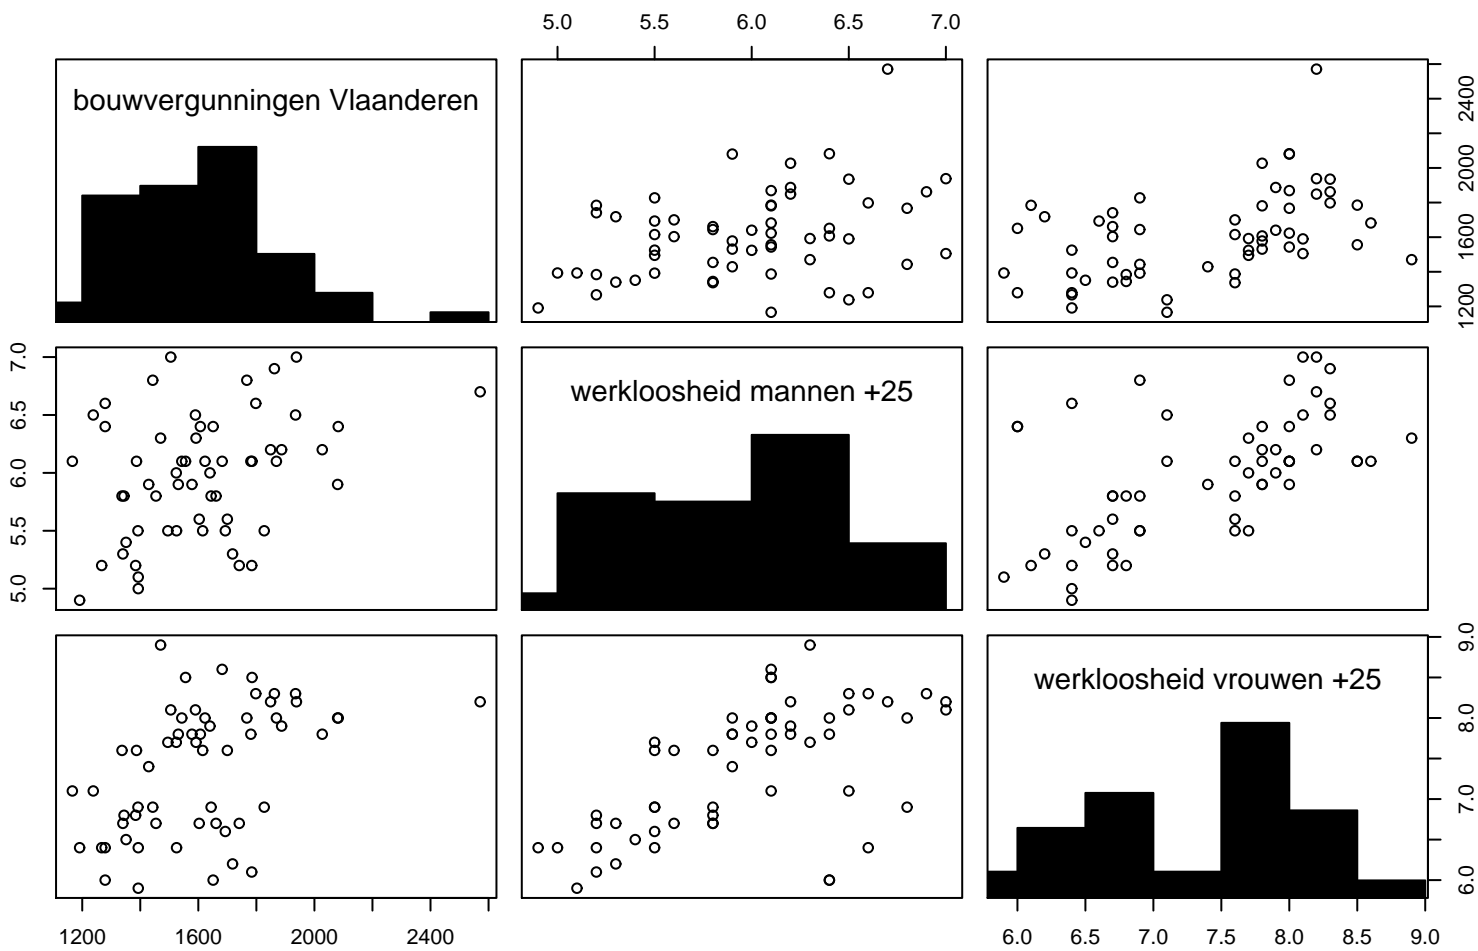 5.0 5.5 6.0 6.5 7.0
bouwvergunningen Vlaanderen
1200 1600 2000 2400
5.0 5.5 6.0 6.5 7.0
werkloosheid mannen +25
werkloosheid vrouwen +25
6.0 7.0 8.0 9.0
1200 1600 2000 2400
6.0 6.5 7.0 7.5 8.0 8.5 9.0